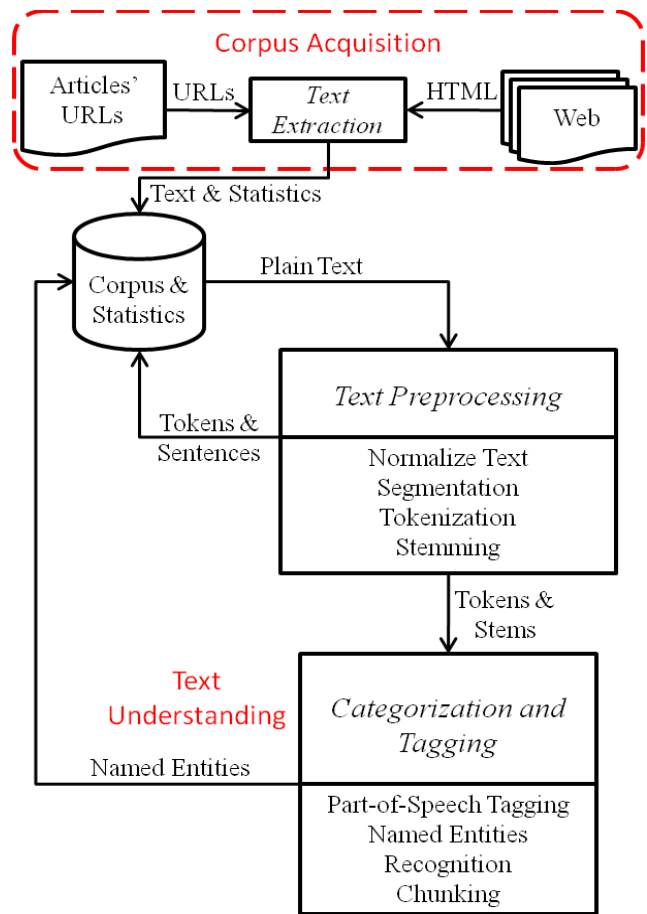 Corpus Acquisition
Articles'
URLs
URLs
Text
Extraction
HTML
Web
Text & Statistics
Corpus &
Statistics
Plain Text
Text Preprocessing
Tokens &
Sentences
Normalize Text
Segmentation
Tokenization
Stemming
Tokens &
Stems
Text
Understanding
Categorization and
Tagging
Named Entities
Part-of-Speech Tagging
Named Entities
Recognition
Chunking